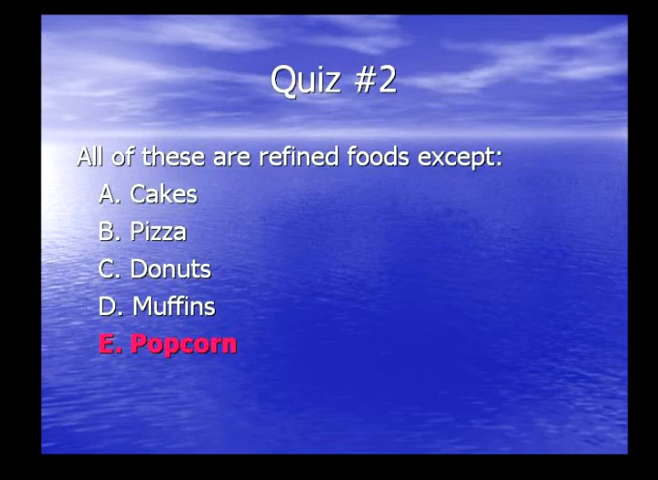 Quiz #2
All of these are refined foods except:
A. Cakes
B. Pizza
C. Donuts
D. Muffins
E. Popcorn